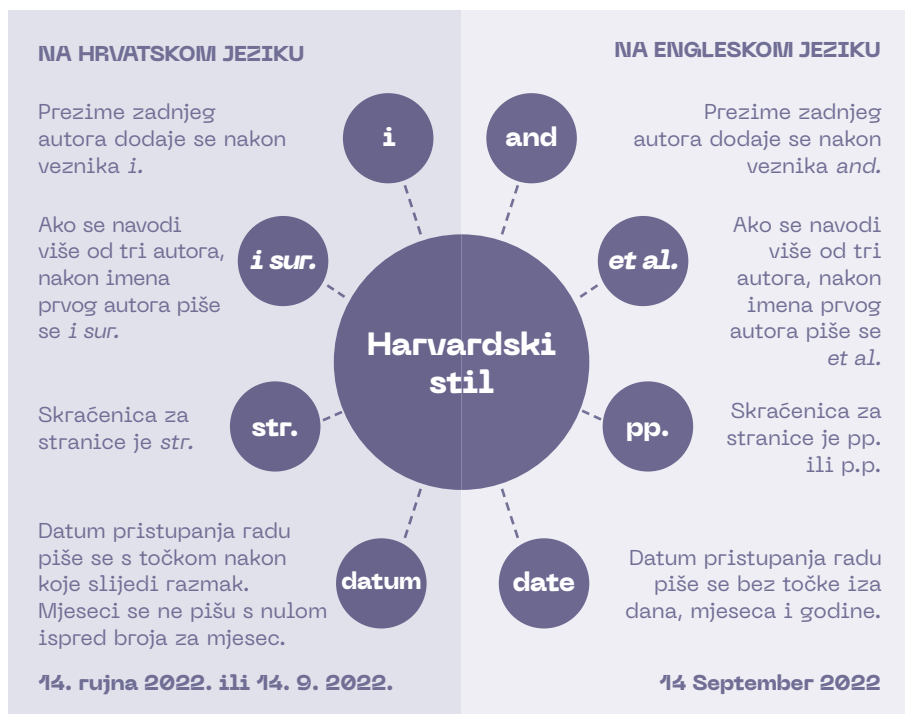 NA HRVATSKOM JEZIKU
Prezime zadnjeg
autora dodaje se nakon
veznika i.
i
Ako se navodi
više od tri autora,
nakon imena
prvog autora piše
se i sur.
i sur.
Skraćenica za
stranice je str.
str.
Datum pristupanja radu
piše se s točkom nakon
koje slijedi razmak.
Mjeseci se ne pišu s nulom
ispred broja za mjesec.
datum
14. rujna 2022. ili 14. 9. 2022.
Harvardski
stil
NA ENGLESKOM JEZIKU
and
Prezime zadnjeg
autora dodaje se nakon
veznika and.
et al.
Ako se navodi
više od tri
autora, nakon
imena prvog
autora piše se
et al.
pp.
Skraćenica za
stranice je pp.
ili p.p.
date
Datum pristupanja radu
piše se bez točke iza
dana, mjeseca i godine.
14 September 2022